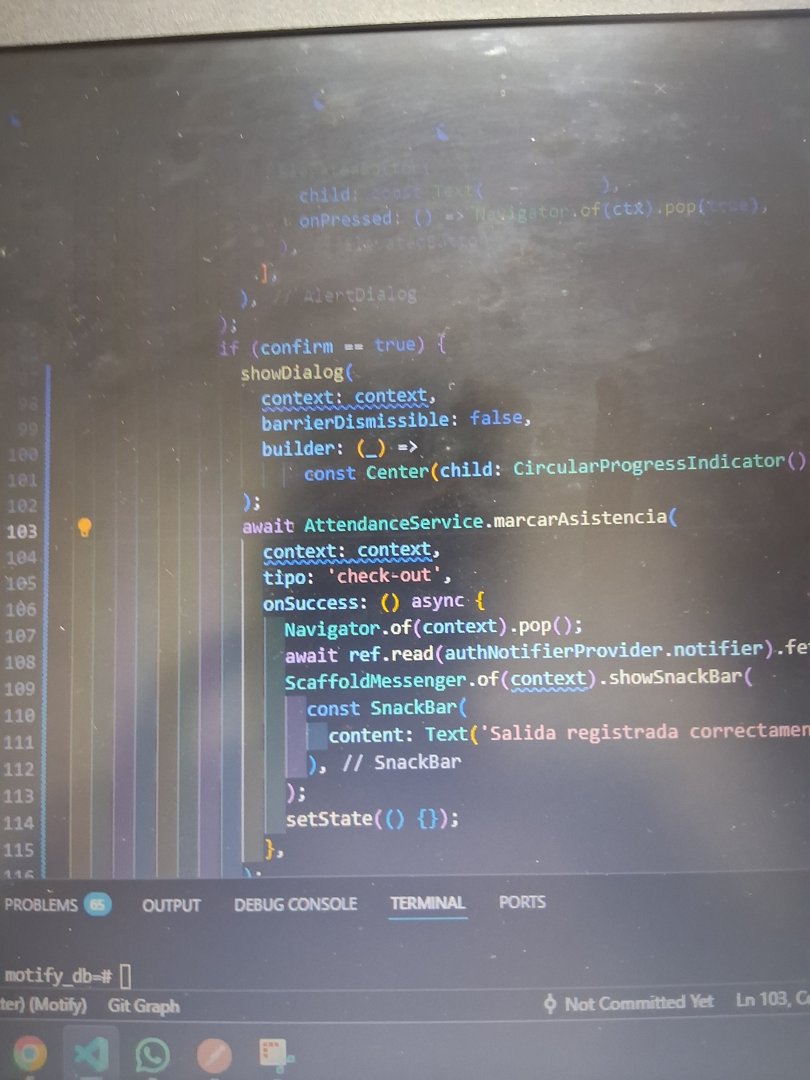 child: const Text( ),
onPressed: () => Navigator.of(ctx).pop(true),
), // ElevatedButton
],
), // AlertDialog
);
if (confirm == true) {
showDialog(
98 context: context,
99 barrierDismissible: false,
100 builder: (_) =>
101 const Center(child: CircularProgressIndicator()
102 );
103 await AttendanceService.marcarAsistencia(
104 context: context,
105 tipo: 'check-out',
106 onSuccess: () async {
107 Navigator.of(context).pop();
108 await ref.read(authNotifierProvider.notifier).fe
109 ScaffoldMessenger.of(context).showSnackBar(
110 const SnackBar(
111 content: Text('Salida registrada correctamen
112 ), // SnackBar
113 );
114 setState(() {});
115 },
116 );
PROBLEMS 65 OUTPUT DEBUG CONSOLE TERMINAL PORTS
motify_db=#
ter) (Motify) Git Graph Not Committed Yet Ln 103, Co